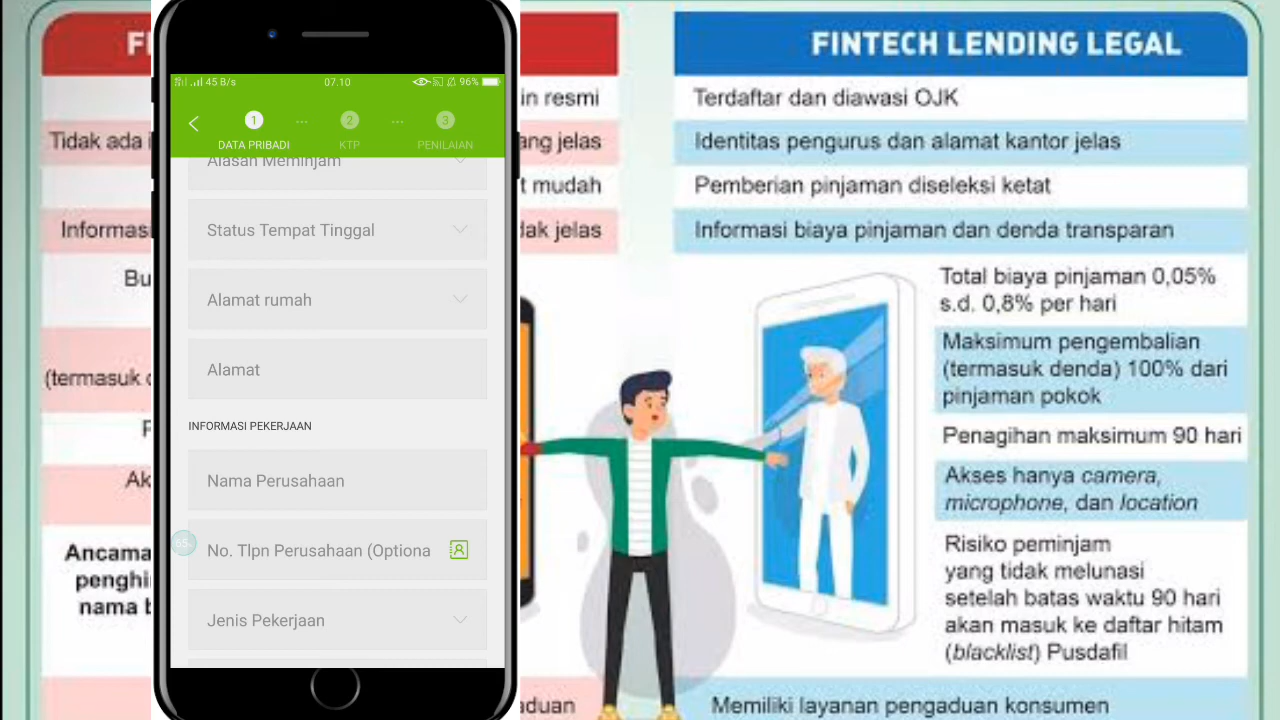 FINTECH LENDING LEGAL
in resmi
Terdaftar dan diawasi OJK
Tidak ada
ang jelas
Identitas pengurus dan alamat kantor jelas
t mudah
Pemberian pinjaman diseleksi ketat
Informasi
dak jelas
Informasi biaya pinjaman dan denda transparan
Bu
Total biaya pinjaman 0,05%
s.d. 0,8% per hari
Maksimum pengembalian
(termasuk denda) 100% dari
pinjaman pokok
(termasuk
Penagihan maksimum 90 hari
Ak
Akses hanya camera,
microphone, dan location
Ancama
penghi
nama b
Risiko peminjam
yang tidak melunasi
setelah batas waktu 90 hari
akan masuk ke daftar hitam
(blacklist) Pusdafil
aduan
Memiliki layanan pengaduan konsumen
45 B/s 07.10 96%
1 ... 2 ... 3
DATA PRIBADI KTP PENILAIAN
Alasan Meminjam
Status Tempat Tinggal
Alamat rumah
Alamat
INFORMASI PEKERJAAN
Nama Perusahaan
No. Tlpn Perusahaan (Optiona
Jenis Pekerjaan